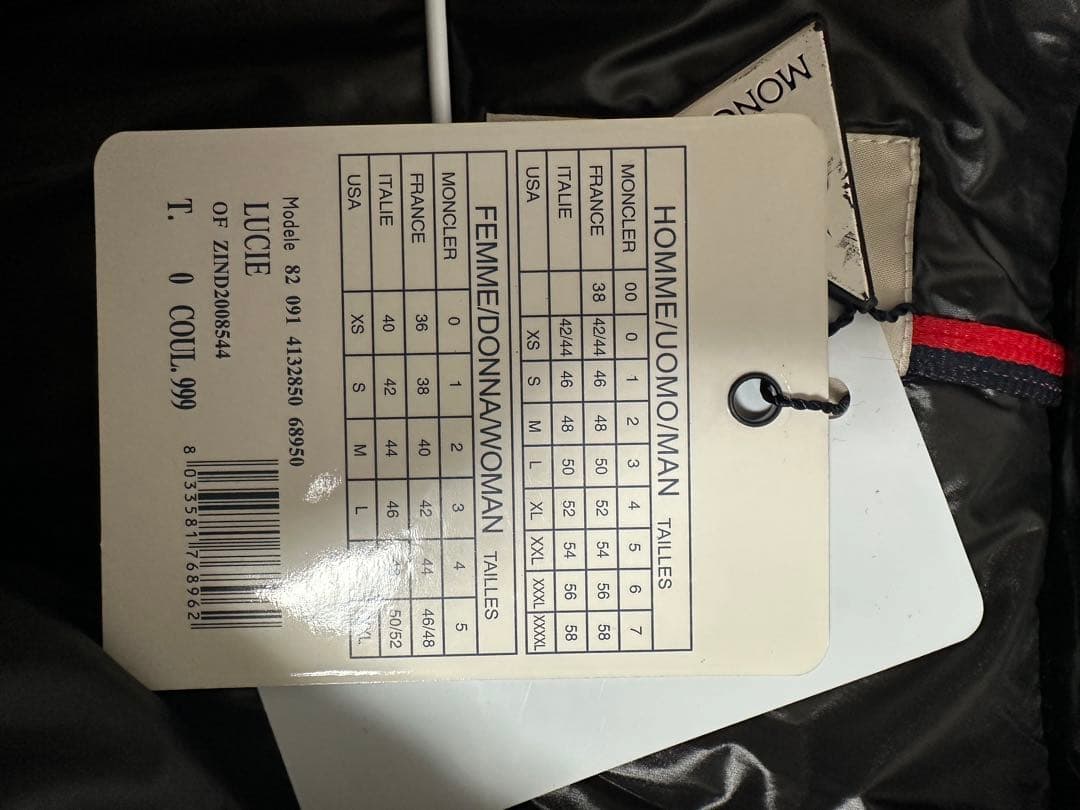 MONC
HOMME/UOMO/MAN TAILLES
MONCLER 00 0 1 2 3 4 5 6 7
FRANCE 38 42/44 46 48 50 52 54 56 58
ITALIE 42/44 46 48 50 52 54 56 58
USA XS S M L XL XXL XXXL XXXXL
FEMME/DONNA/WOMAN TAILLES
MONCLER 0 1 2 3 4 5
FRANCE 36 38 40 42 44 46/48
ITALIE 40 42 44 46 50/52
USA XS S M L
Modele 82 091 4132850 68950
LUCIE
OF ZIND2008544
T. 0 COUL. 999
8 033581 768962